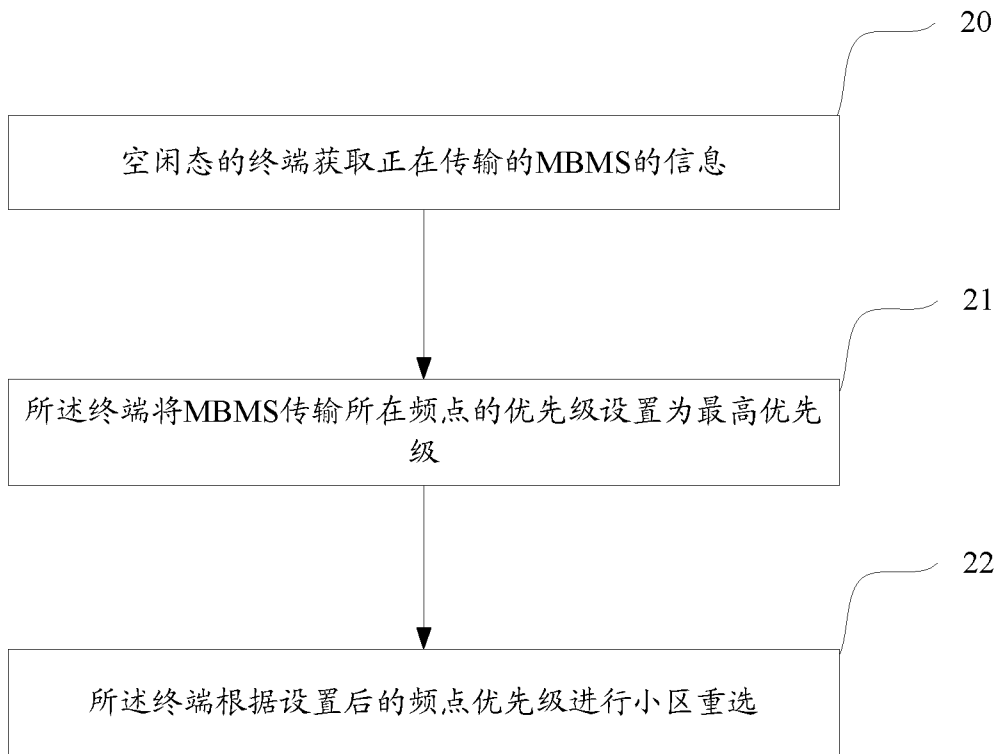 20
空闲态的终端获取正在传输的MBMS的信息
21
所述终端将MBMS传输所在频点的优先级设置为最高优先
级
22
所述终端根据设置后的频点优先级进行小区重选